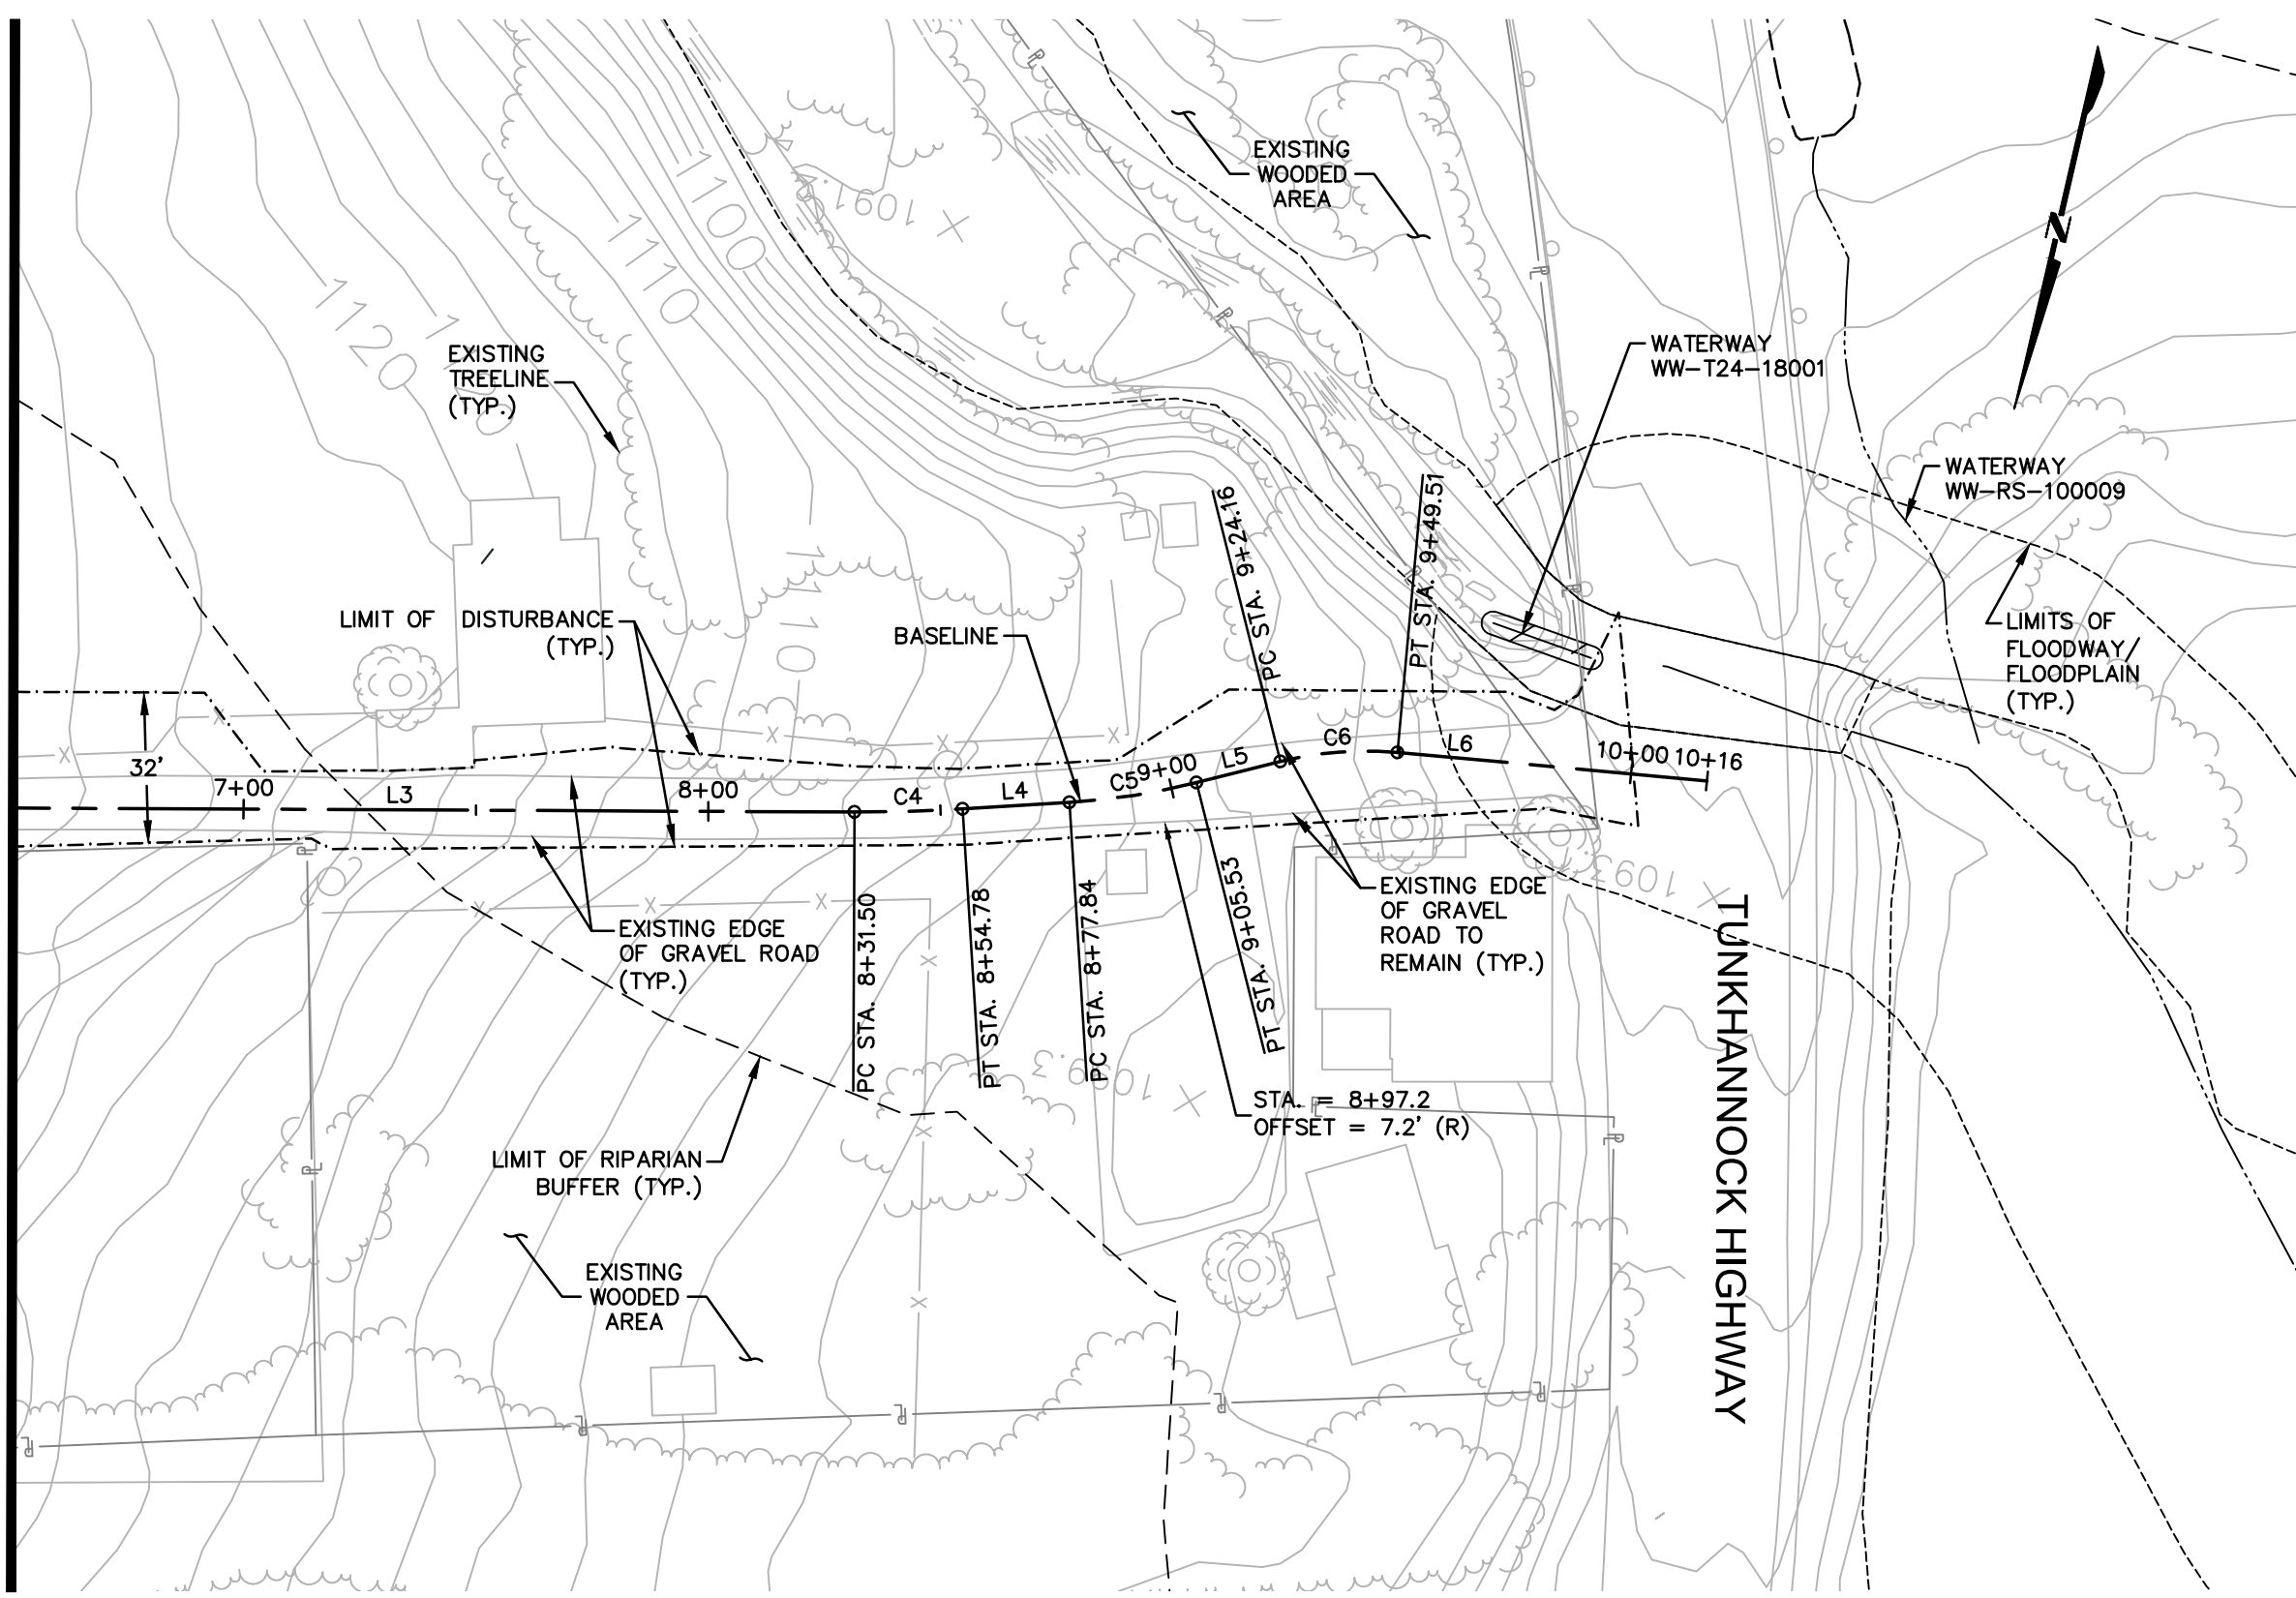 EXISTING
WOODED
AREA
N
1100
1110
1120
X 1091.
EXISTING
TREELINE
(TYP.)
WATERWAY
WW-T24-18001
WATERWAY
WW-RS-100009
PC STA. 9+24.16
PT STA. 9+49.51
1110
LIMIT OF DISTURBANCE
(TYP.)
BASELINE
LIMITS OF
FLOODWAY/
FLOODPLAIN
(TYP.)
32'
7+00
L3
8+00
C4
L4
C5
9+00
L5
C6
L6
10+00
10+16
EXISTING EDGE
OF GRAVEL ROAD
(TYP.)
PC STA. 8+31.50
PT STA. 8+54.78
PC STA. 8+77.84
PT STA. 9+05.53
EXISTING EDGE
OF GRAVEL
ROAD TO
REMAIN (TYP.)
X 1093.1
TUNKHANNOCK HIGHWAY
STA. = 8+97.2
OFFSET = 7.2' (R)
LIMIT OF RIPARIAN
BUFFER (TYP.)
EXISTING
WOODED
AREA